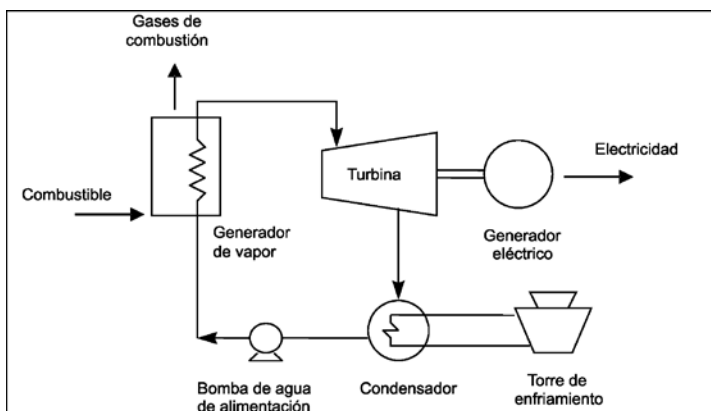 Gases de
combustión
Combustible
Generador
de vapor
Turbina
Electricidad
Generador
eléctrico
Bomba de agua
de alimentación
Condensador
Torre de
enfriamiento